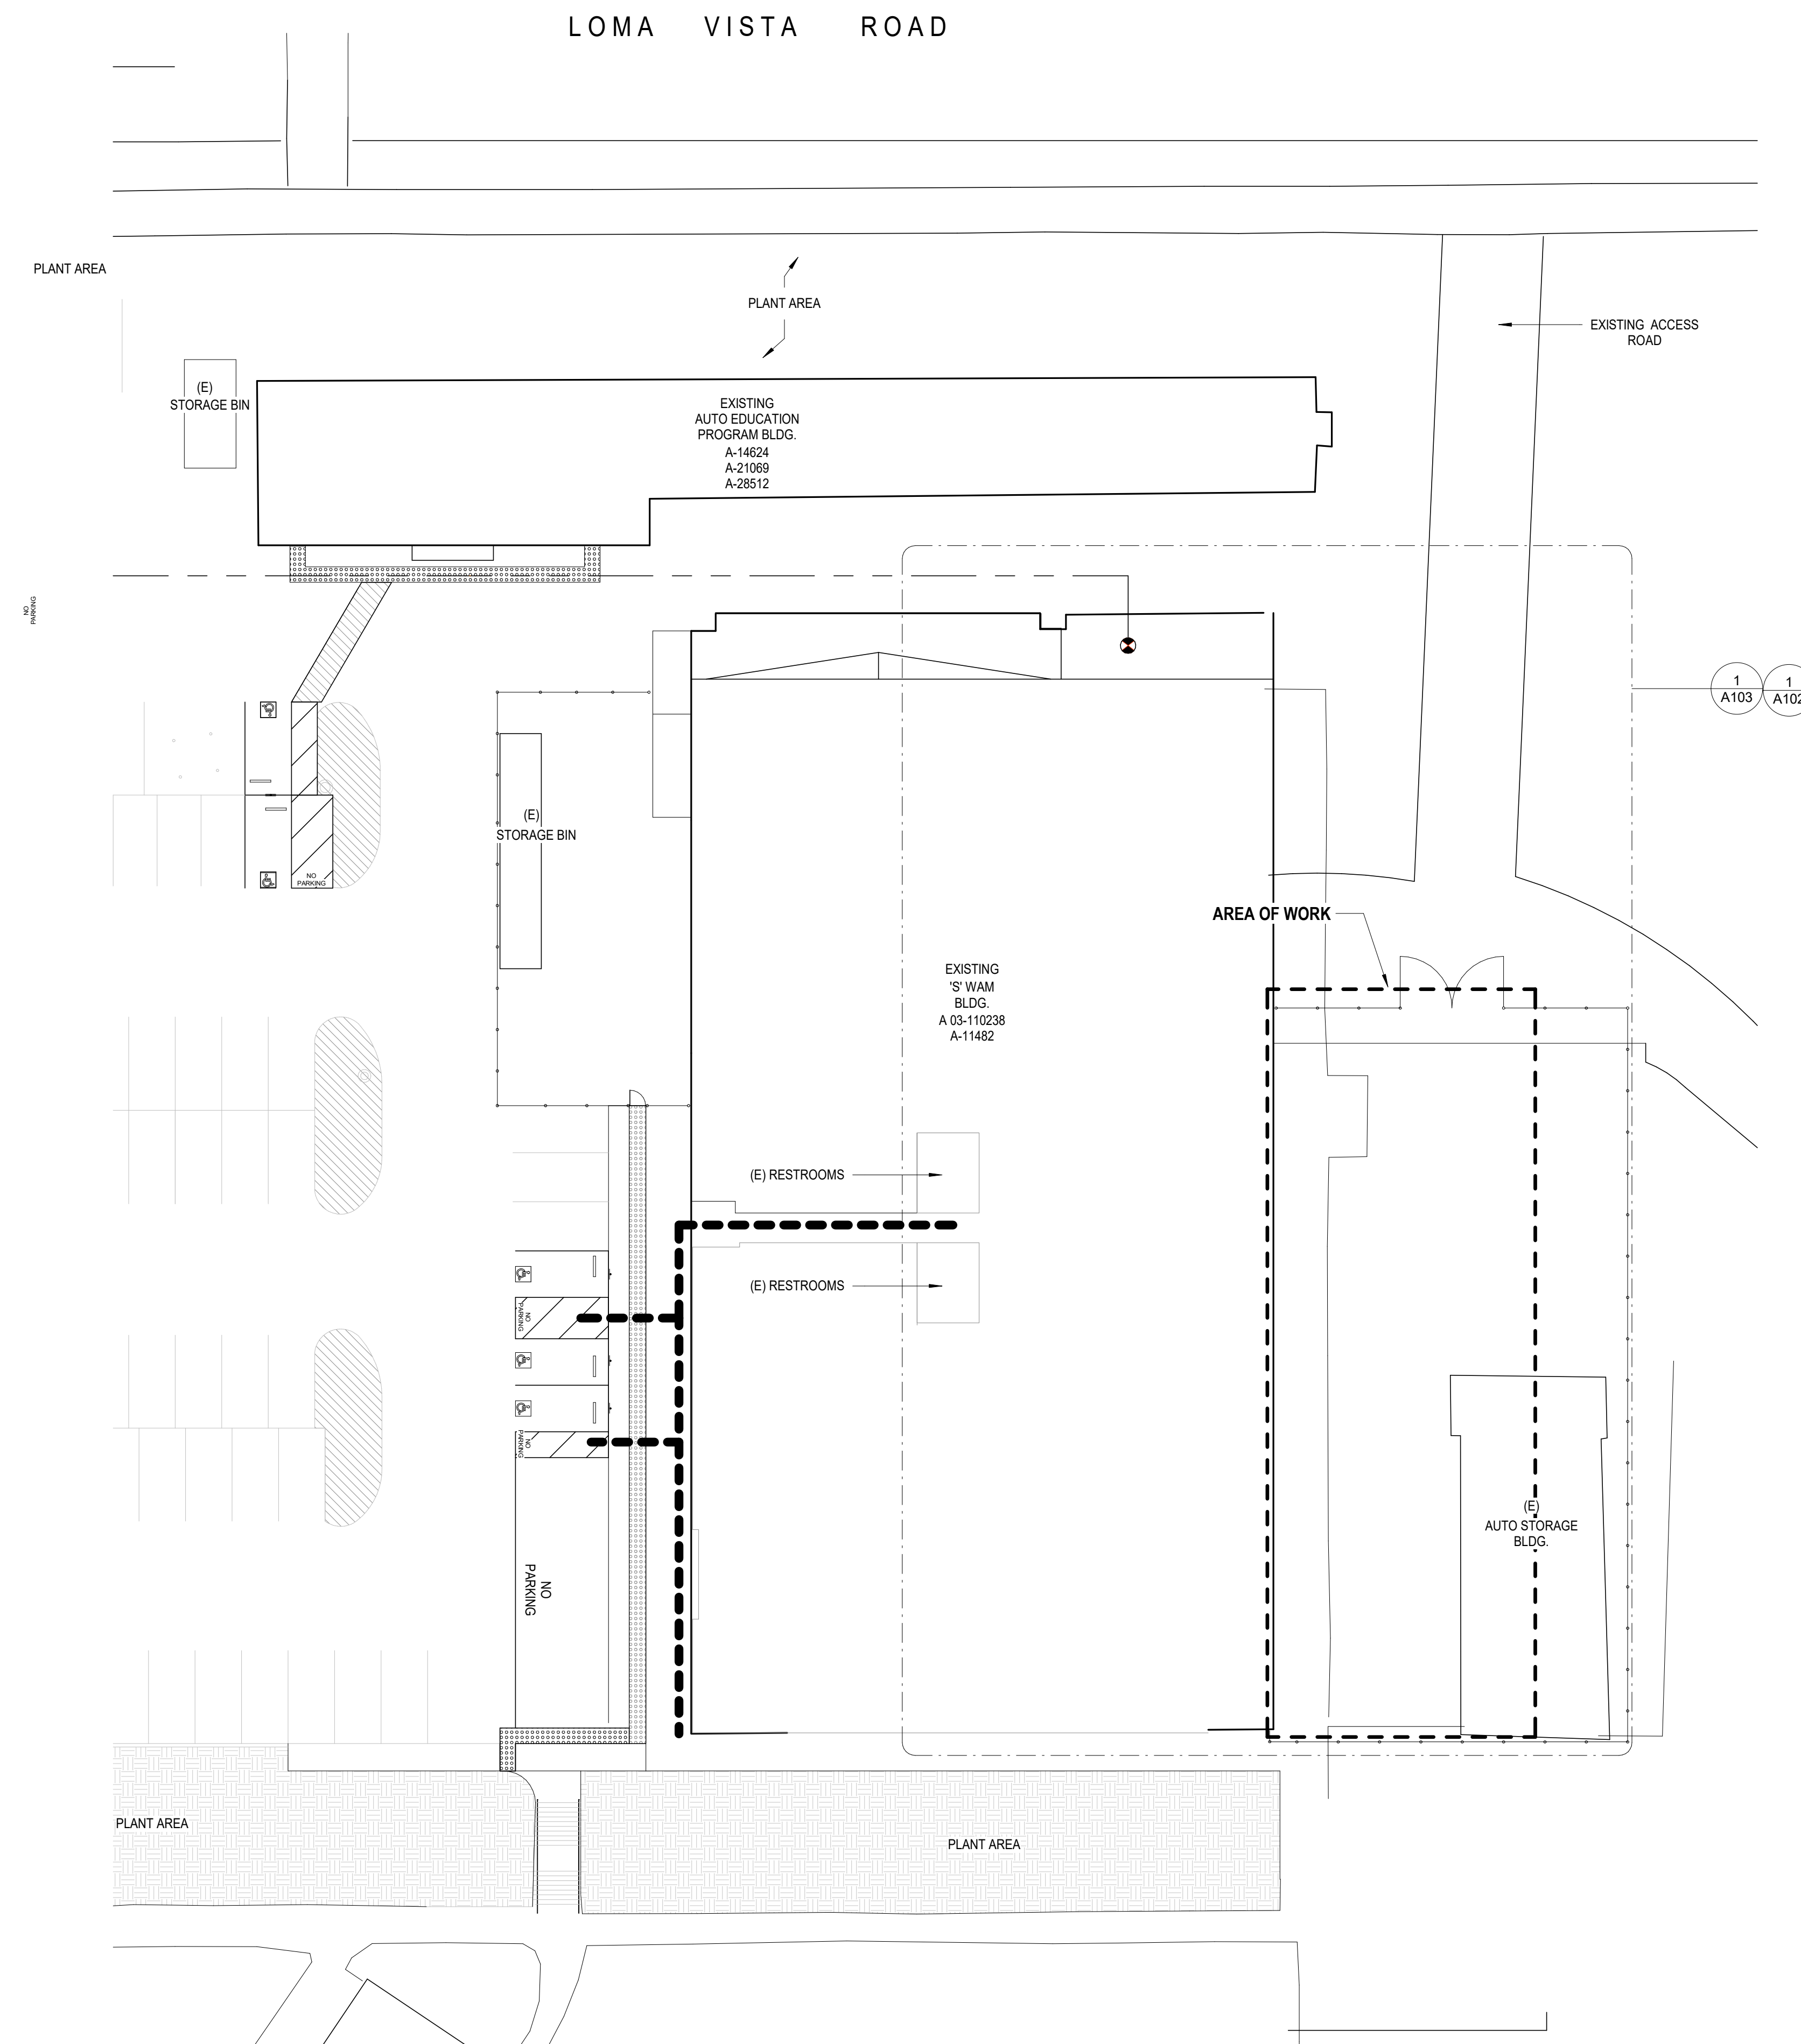 LOMA VISTA ROAD
PLANT AREA
PLANT AREA
EXISTING ACCESS
ROAD
(E)
STORAGE BIN
EXISTING
AUTO EDUCATION
PROGRAM BLDG.
A-14624
A-21069
A-28512
NO
PARKING
1
A103
1
A102
(E)
STORAGE BIN
NO
PARKING
AREA OF WORK
EXISTING
'S' WAM
BLDG.
A 03-110238
A-11482
(E) RESTROOMS
(E) RESTROOMS
NO
PARKING
NO
PARKING
(E)
AUTO STORAGE
BLDG.
NO
PARKING
PLANT AREA
PLANT AREA